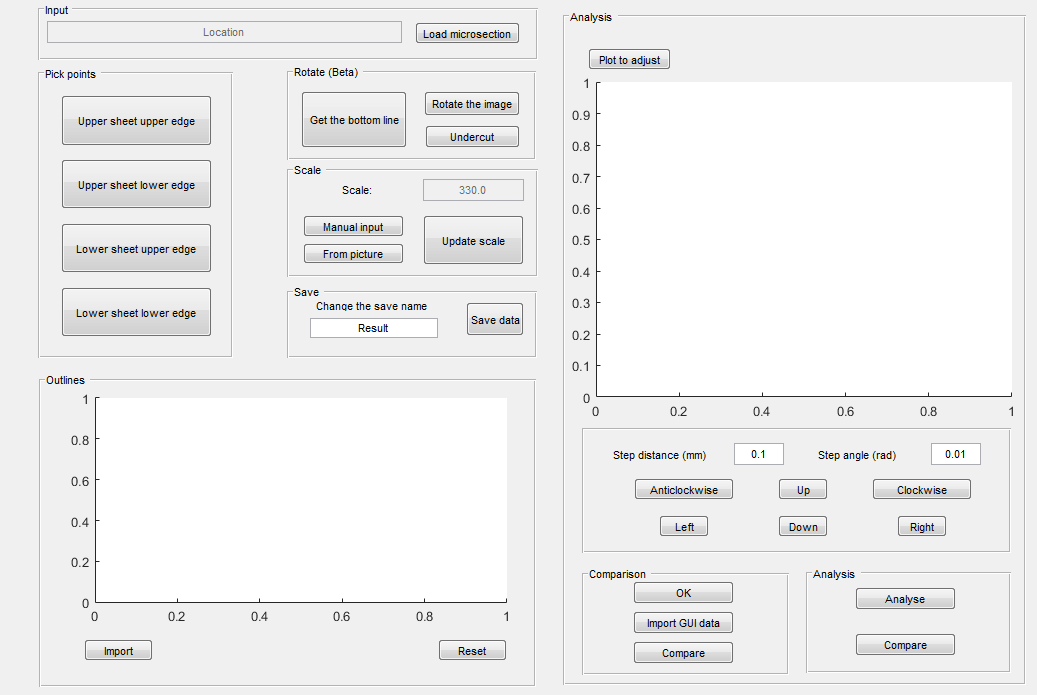 Input
Location
Load microsection
Pick points
Upper sheet upper edge
Upper sheet lower edge
Lower sheet upper edge
Lower sheet lower edge
Rotate (Beta)
Get the bottom line
Rotate the image
Undercut
Scale
Scale:
330.0
Manual input
From picture
Update scale
Save
Change the save name
Result
Save data
Outlines
1
0.8
0.6
0.4
0.2
0
0 0.2 0.4 0.6 0.8 1
Import
Reset
Analysis
Plot to adjust
1
0.9
0.8
0.7
0.6
0.5
0.4
0.3
0.2
0.1
0
0 0.2 0.4 0.6 0.8 1
Step distance (mm) 0.1 Step angle (rad) 0.01
Anticlockwise Up Clockwise
Left Down Right
Comparison
OK
Import GUI data
Compare
Analysis
Analyse
Compare